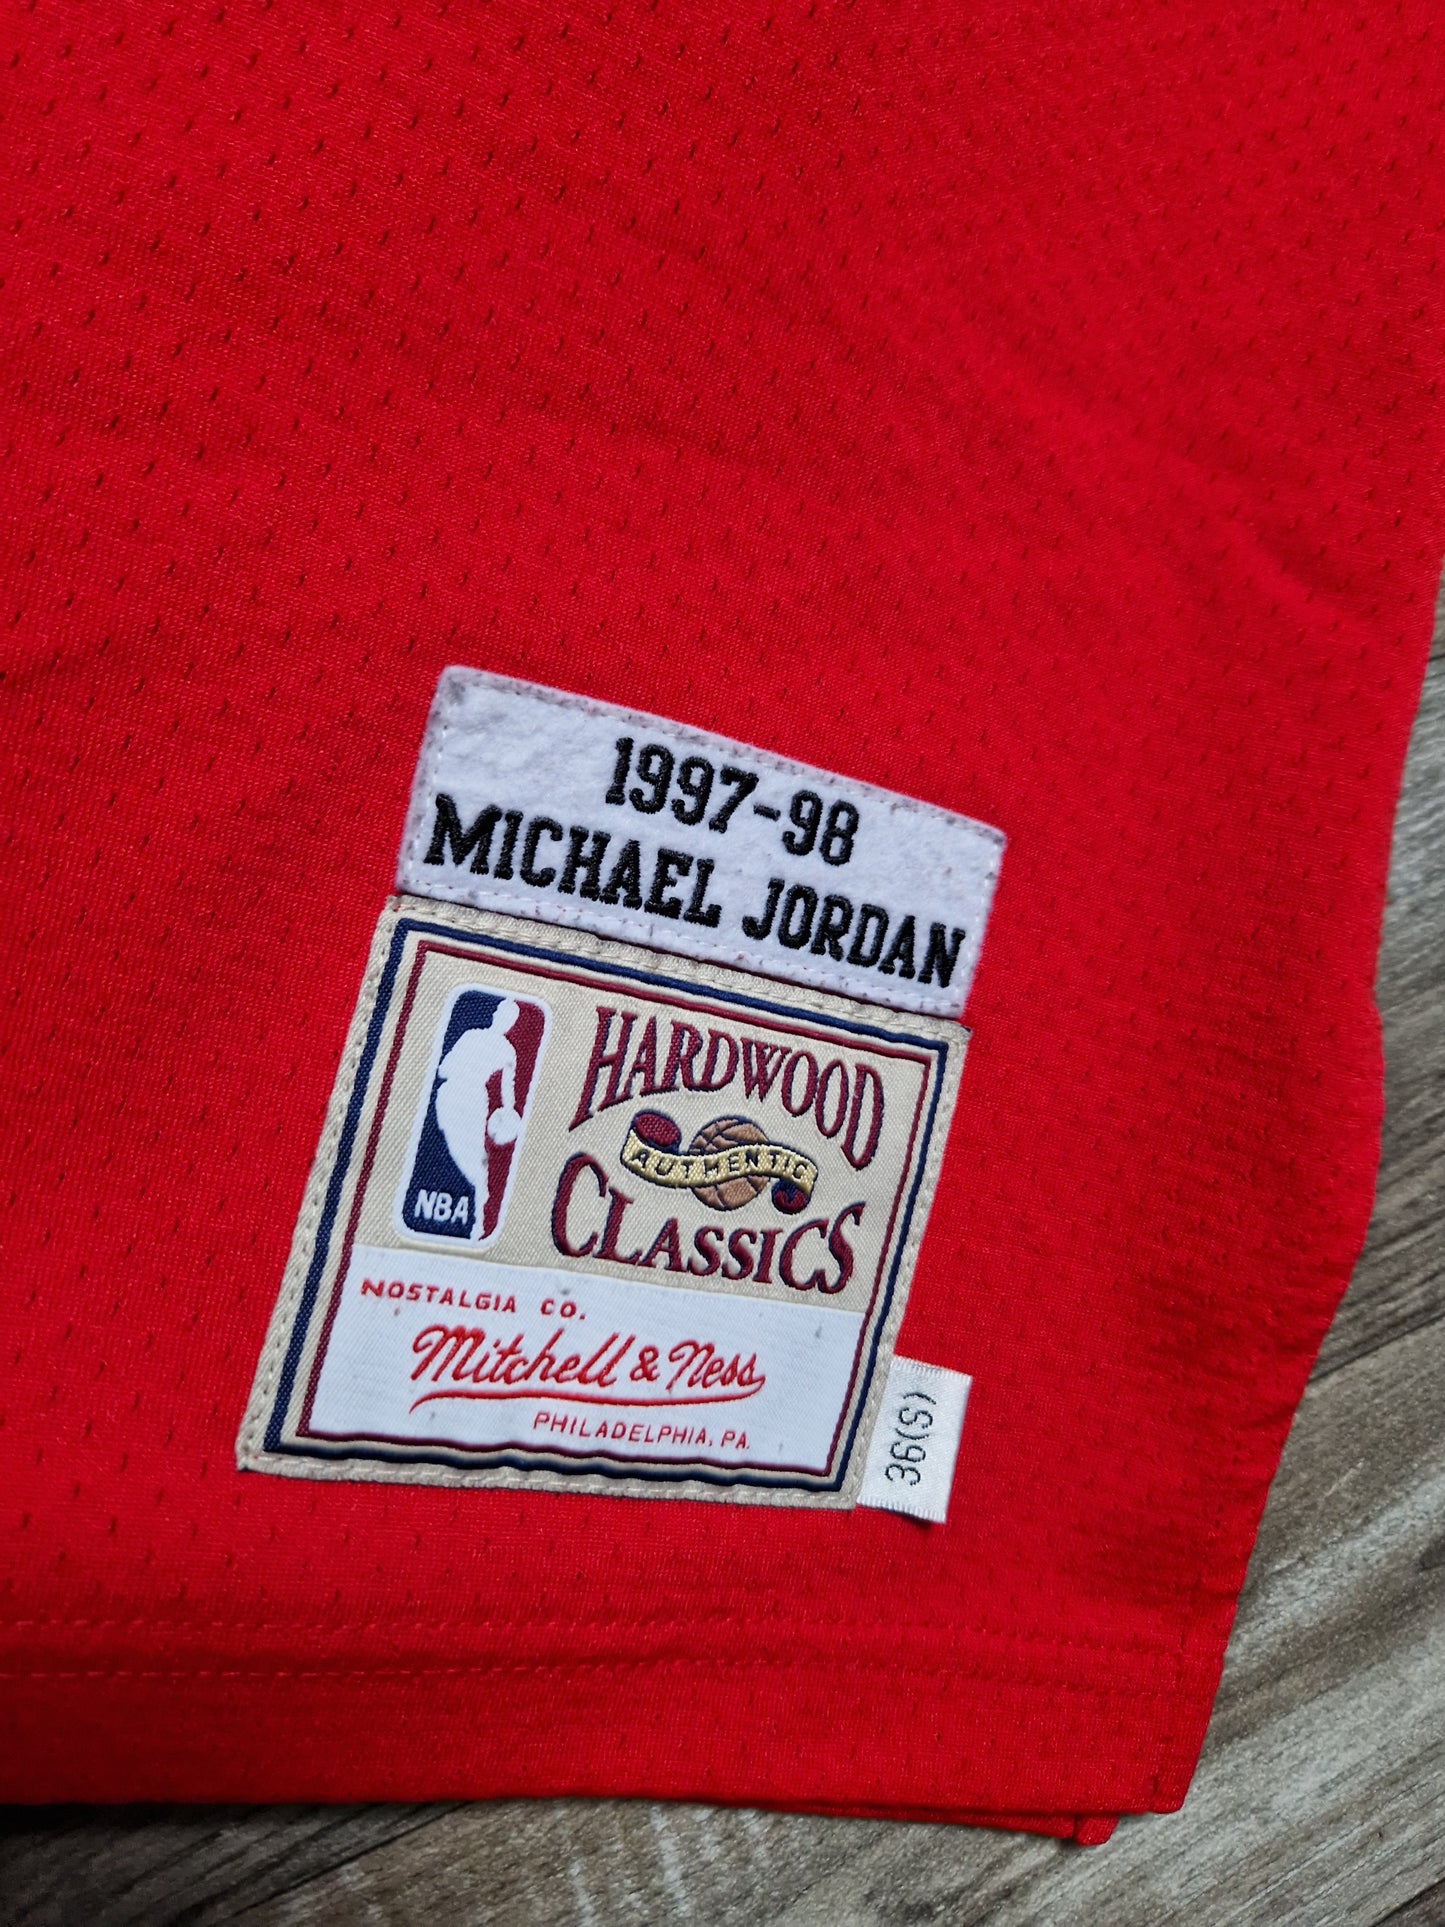 1997-98
MICHAEL JORDAN
NBA
HARDWOOD
AUTHENTIC
CLASSICS
NOSTALGIA CO.
Mitchell & Ness
PHILADELPHIA, PA.
36(S)